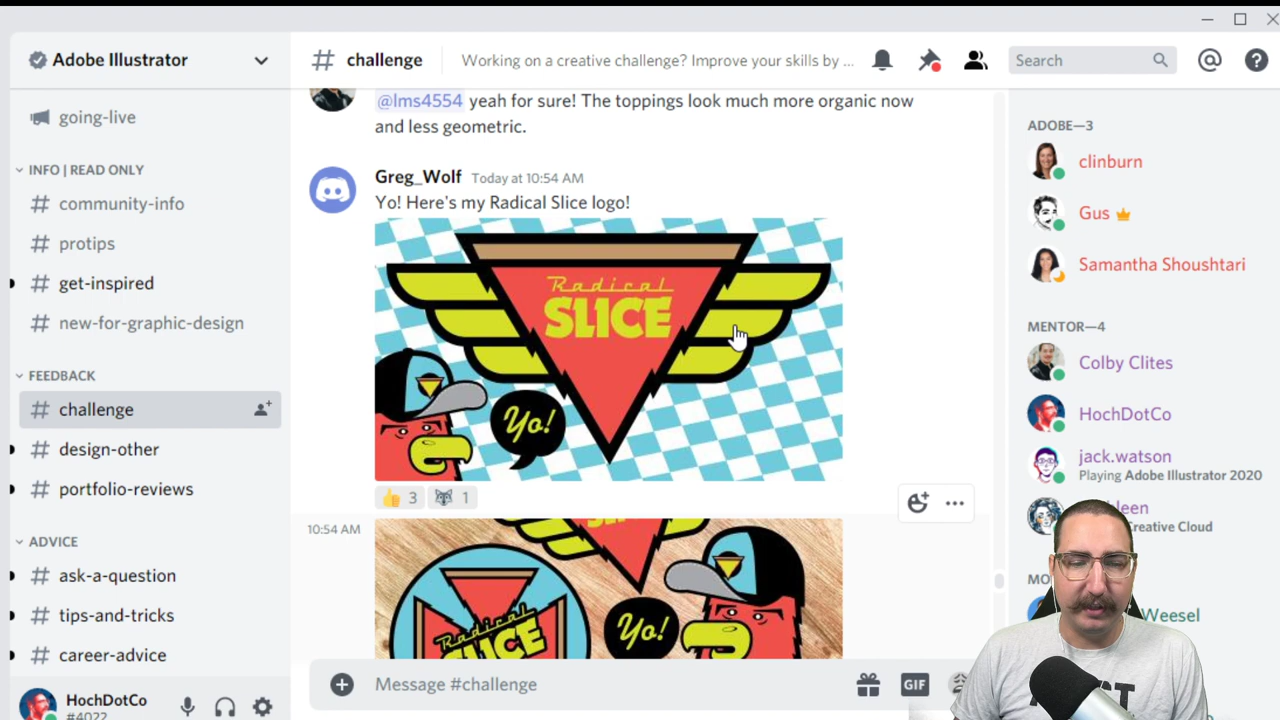 Adobe Illustrator
going-live
INFO | READ ONLY
# community-info
# protips
# get-inspired
# new-for-graphic-design
FEEDBACK
# challenge
# design-other
# portfolio-reviews
ADVICE
# ask-a-question
# tips-and-tricks
# career-advice
HochDotCo
#4022
# challenge
Working on a creative challenge? Improve your skills by ...
Search
@lms4554 yeah for sure! The toppings look much more organic now
and less geometric.
Greg_Wolf Today at 10:54 AM
Yo! Here's my Radical Slice logo!
Radical
SLICE
Yo!
3
1
10:54 AM
SLICE
Radical
SLICE
Yo!
Message #challenge
GIF
ADOBE—3
clinburn
Gus
Samantha Shoushtari
MENTOR—4
Colby Clites
HochDotCo
jack.watson
Playing Adobe Illustrator 2020
Creative Cloud
MO
Weesel